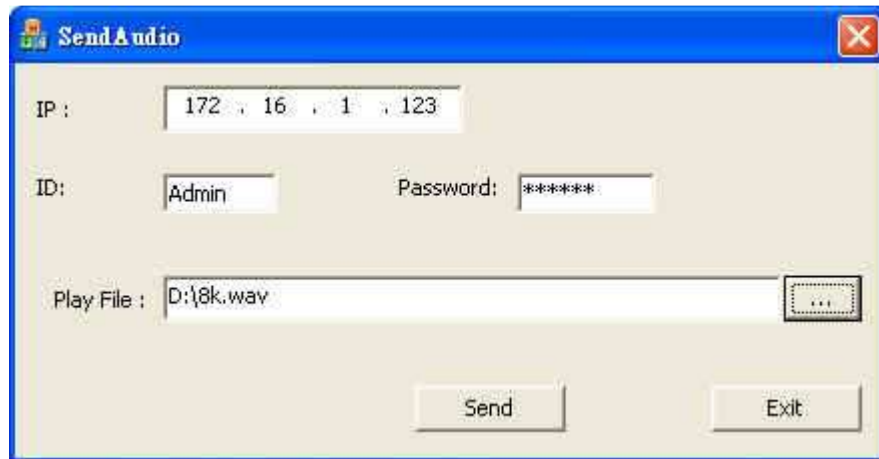 SendAudio
IP : 172 . 16 . 1 . 123
ID: Admin Password: ******
Play File : D:\8k.wav ...
Send Exit